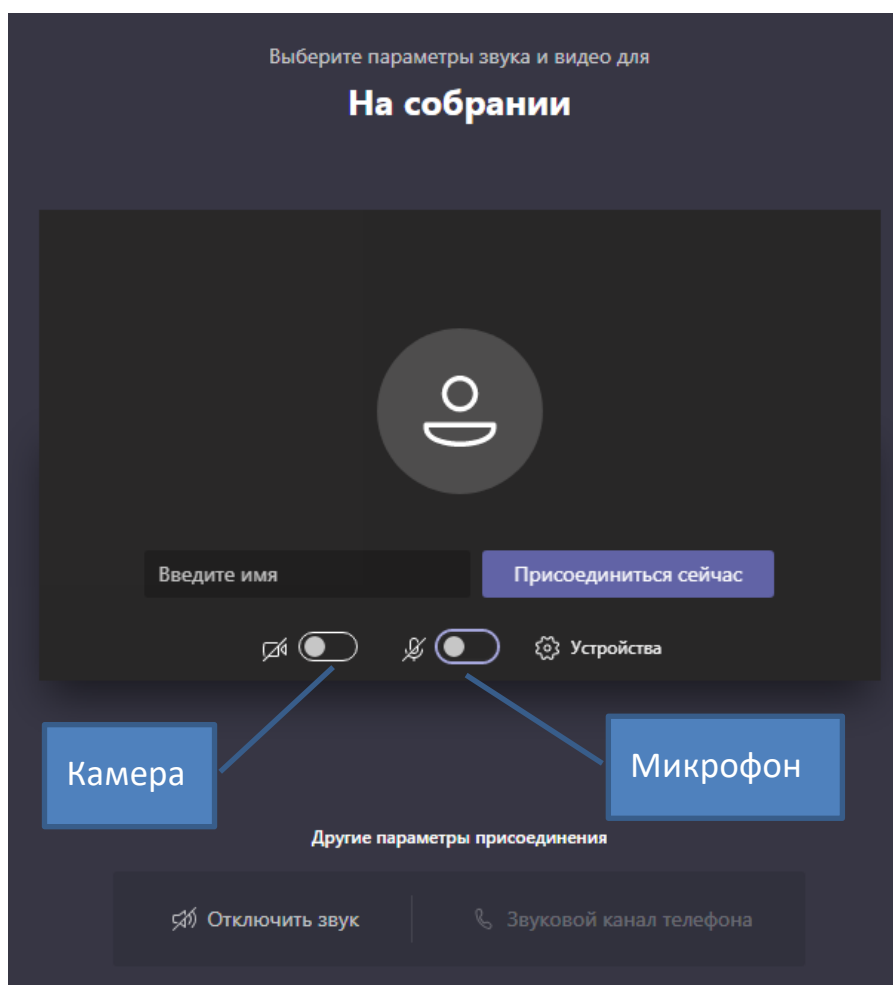 Выберите параметры звука и видео для
На собрании
Введите имя
Присоединиться сейчас
Устройства
Камера
Микрофон
Другие параметры присоединения
Отключить звук
Звуковой канал телефона